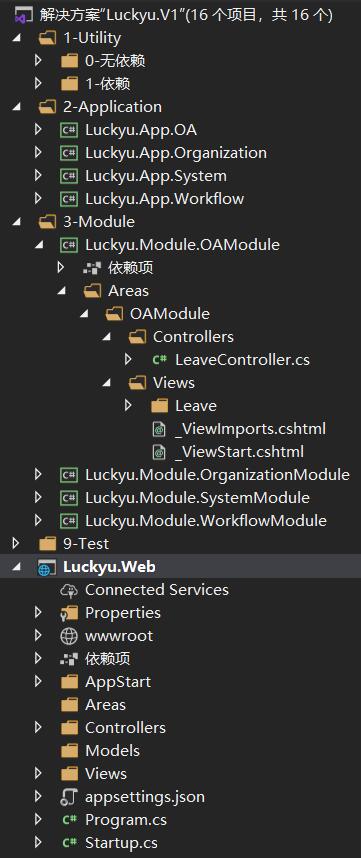 解决方案"Luckyu.V1"(16 个项目，共 16 个)
1-Utility
0-无依赖
1-依赖
2-Application
C# Luckyu.App.OA
C# Luckyu.App.Organization
C# Luckyu.App.System
C# Luckyu.App.Workflow
3-Module
C# Luckyu.Module.OAModule
依赖项
Areas
OAModule
Controllers
C# LeaveController.cs
Views
Leave
@ _ViewImports.cshtml
@ _ViewStart.cshtml
C# Luckyu.Module.OrganizationModule
C# Luckyu.Module.SystemModule
C# Luckyu.Module.WorkflowModule
9-Test
Luckyu.Web
Connected Services
Properties
wwwroot
依赖项
AppStart
Areas
Controllers
Models
Views
appsettings.json
C# Program.cs
C# Startup.cs